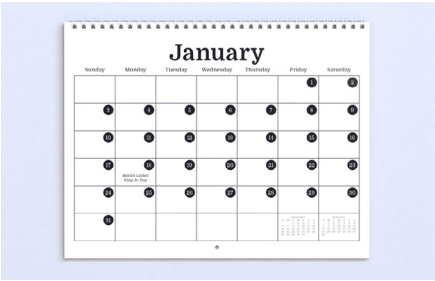 January
Sunday Monday Tuesday Wednesday Thursday Friday Saturday
1 2
3 4 5 6 7 8 9
10 11 12 13 14 15 16
17 18 19 20 21 22 23
Martin Luther
King Jr. Day
24 25 26 27 28 29 30
31